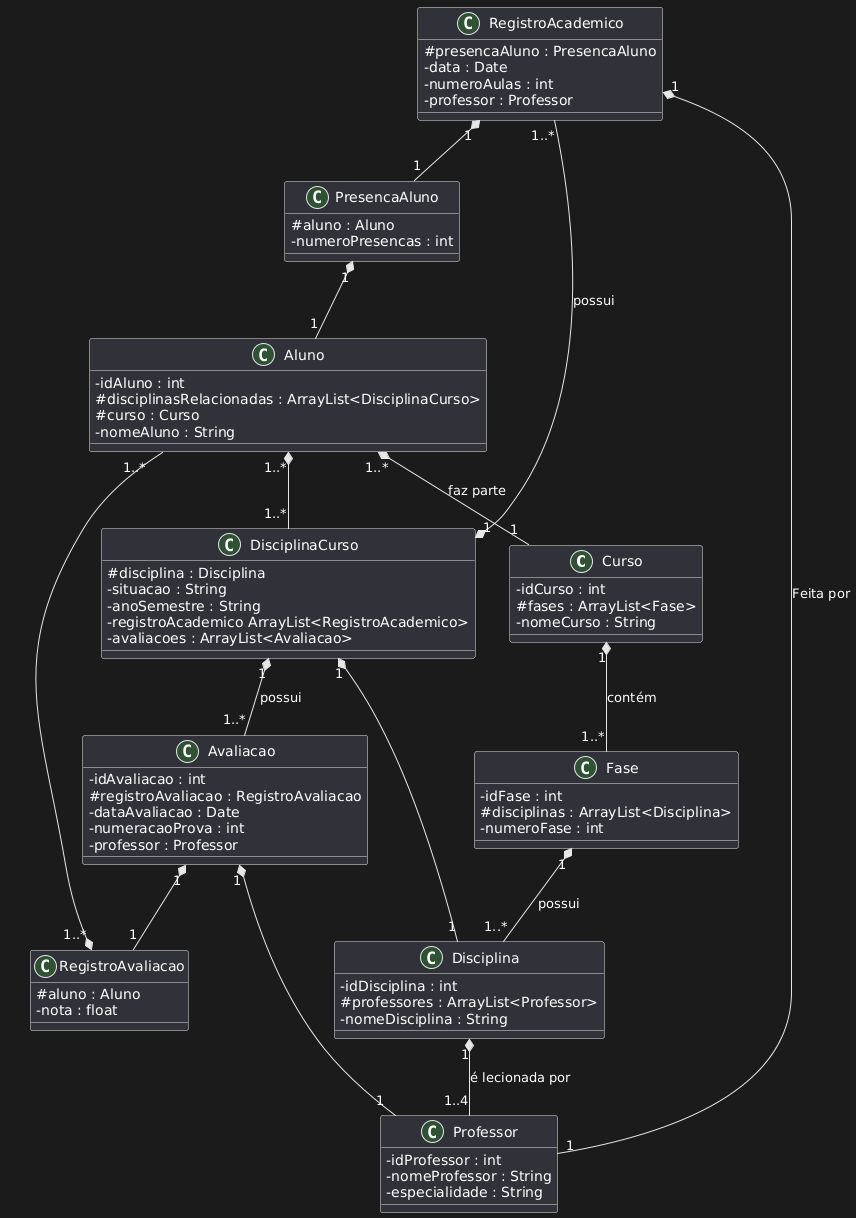 C RegistroAcademico
#presencaAluno : PresencaAluno
-data : Date
-numeroAulas : int
-professor : Professor
1
1
1..*
1
C PresencaAluno
#aluno : Aluno
-numeroPresencas : int
1
possui
1
C Aluno
-idAluno : int
#disciplinasRelacionadas : ArrayList<DisciplinaCurso>
#curso : Curso
-nomeAluno : String
1..*
1..*
1..*
faz parte
1..*
1
1
C DisciplinaCurso
#disciplina : Disciplina
-situacao : String
-anoSemestre : String
-registroAcademico ArrayList<RegistroAcademico>
-avaliacoes : ArrayList<Avaliacao>
C Curso
-idCurso : int
#fases : ArrayList<Fase>
-nomeCurso : String
Feita por
1
1
1
possui
contém
1..*
1..*
C Avaliacao
-idAvaliacao : int
#registroAvaliacao : RegistroAvaliacao
-dataAvaliacao : Date
-numeracaoProva : int
-professor : Professor
C Fase
-idFase : int
#disciplinas : ArrayList<Disciplina>
-numeroFase : int
1
1
1
possui
1..*
1
1
1..*
C RegistroAvaliacao
#aluno : Aluno
-nota : float
C Disciplina
-idDisciplina : int
#professores : ArrayList<Professor>
-nomeDisciplina : String
1
é lecionada por
1
1..4
C Professor
-idProfessor : int
-nomeProfessor : String
-especialidade : String
1